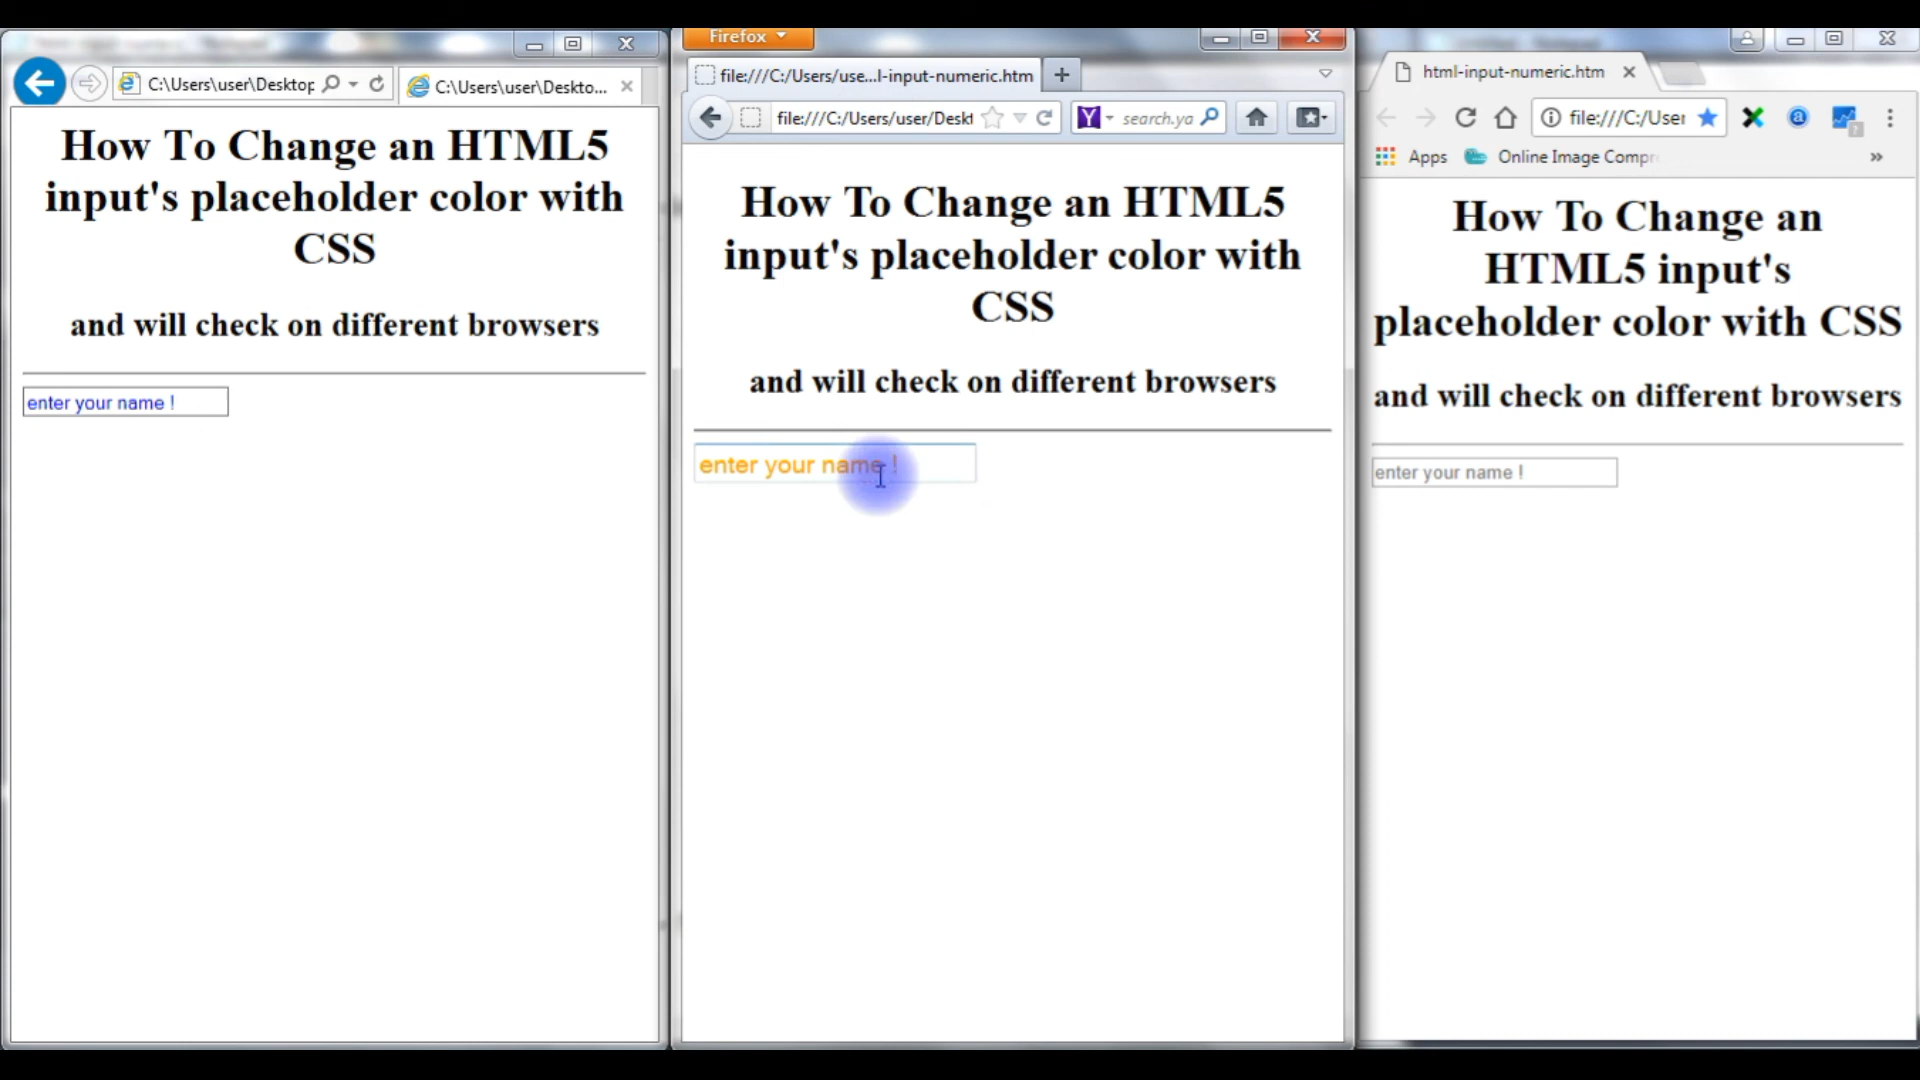 C:\Users\user\Desktop
C:\Users\user\Deskto...
How To Change an HTML5
input's placeholder color with
CSS
and will check on different browsers
enter your name !
Firefox
file:///C:/Users/use...l-input-numeric.htm
file:///C:/Users/user/Deskt
search.ya
How To Change an HTML5
input's placeholder color with
CSS
and will check on different browsers
enter your name !
html-input-numeric.htm
file:///C:/User
Apps
Online Image Compr
How To Change an
HTML5 input's
placeholder color with CSS
and will check on different browsers
enter your name !